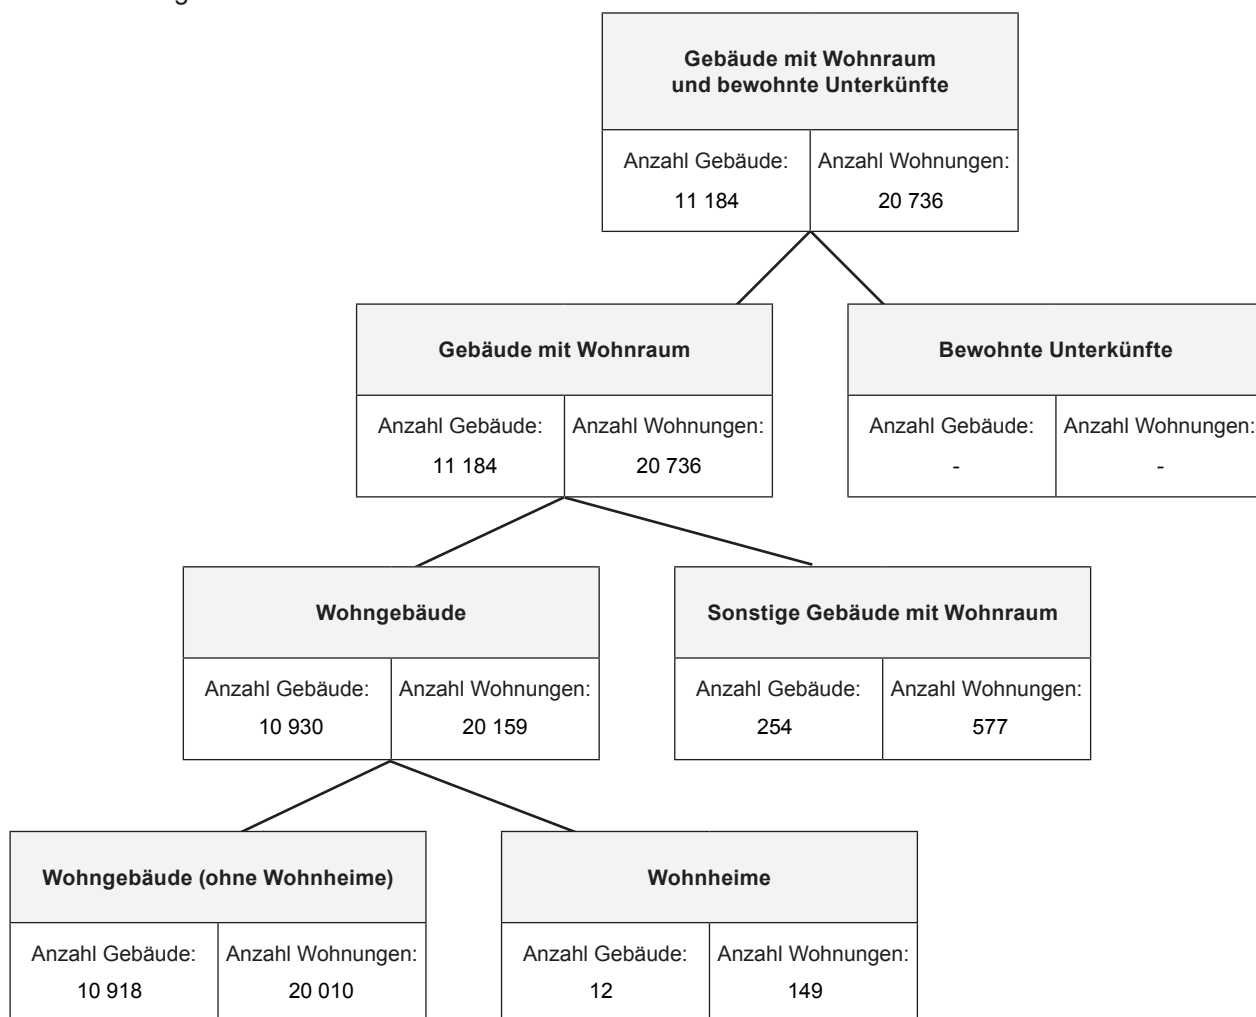 Gebäude mit Wohnraum
und bewohnte Unterkünfte
Anzahl Gebäude: Anzahl Wohnungen:
11 184 20 736
Gebäude mit Wohnraum Bewohnte Unterkünfte
Anzahl Gebäude: Anzahl Wohnungen: Anzahl Gebäude: Anzahl Wohnungen:
11 184 20 736 - -
Wohngebäude Sonstige Gebäude mit Wohnraum
Anzahl Gebäude: Anzahl Wohnungen: Anzahl Gebäude: Anzahl Wohnungen:
10 930 20 159 254 577
Wohngebäude (ohne Wohnheime) Wohnheime
Anzahl Gebäude: Anzahl Wohnungen: Anzahl Gebäude: Anzahl Wohnungen:
10 918 20 010 12 149